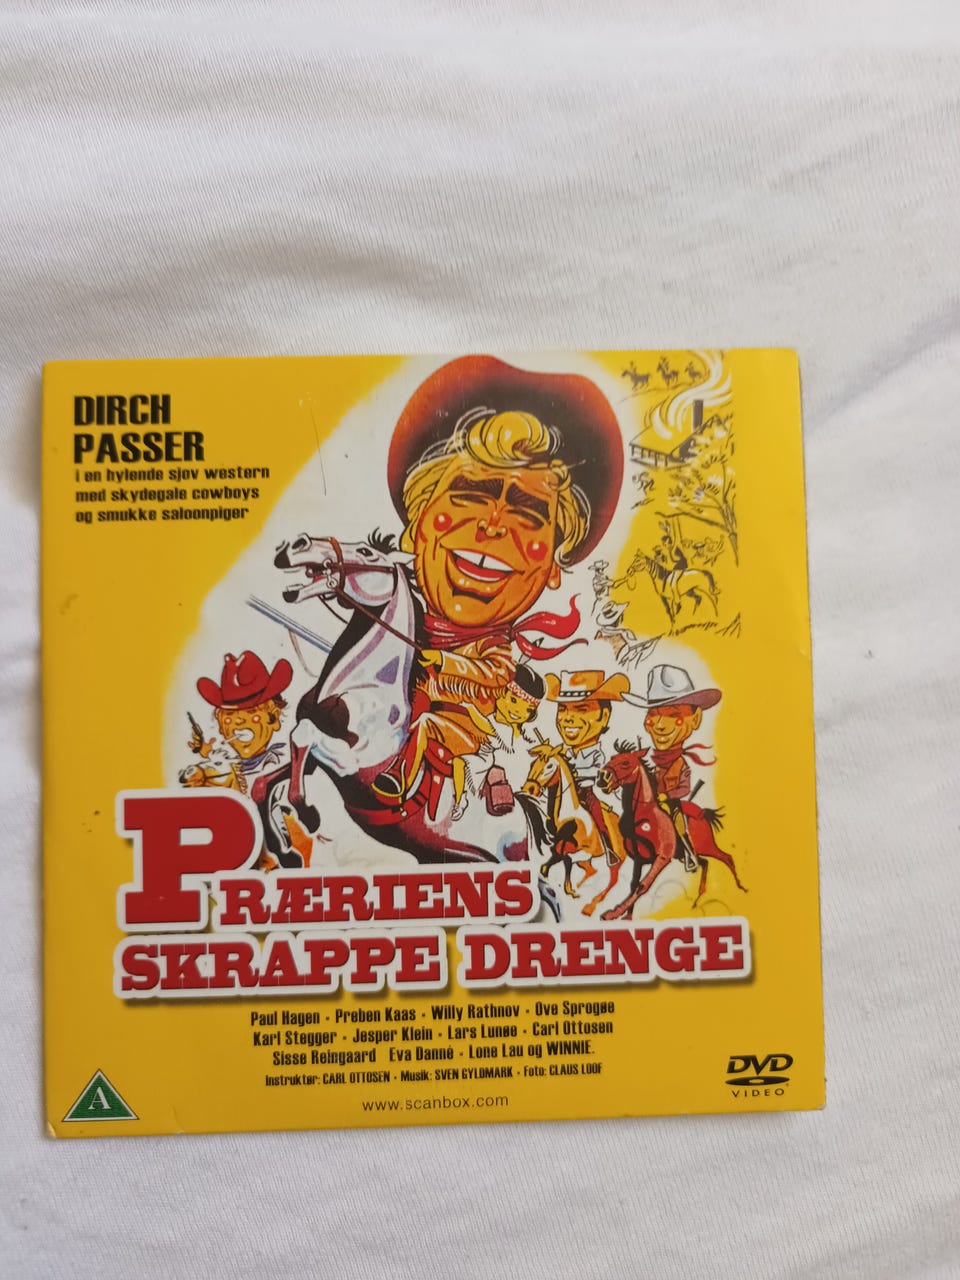 DIRCH
PASSER
i en hylende sjov western
med skydegale cowboys
og smukke saloonpiger
PRÆRIENS
SKRAPPE DRENGE
Paul Hagen • Preben Kaas • Willy Rathnov • Ove Sprogøe
Karl Stegger • Jesper Klein • Lars Lunøe • Carl Ottosen
Sisse Reingaard Eva Danné • Lone Lau og WINNIE.
Instruktør: CARL OTTOSEN • Musik: SVEN GYLDMARK • Foto: CLAUS LOOF
www.scanbox.com
A
DVD
VIDEO